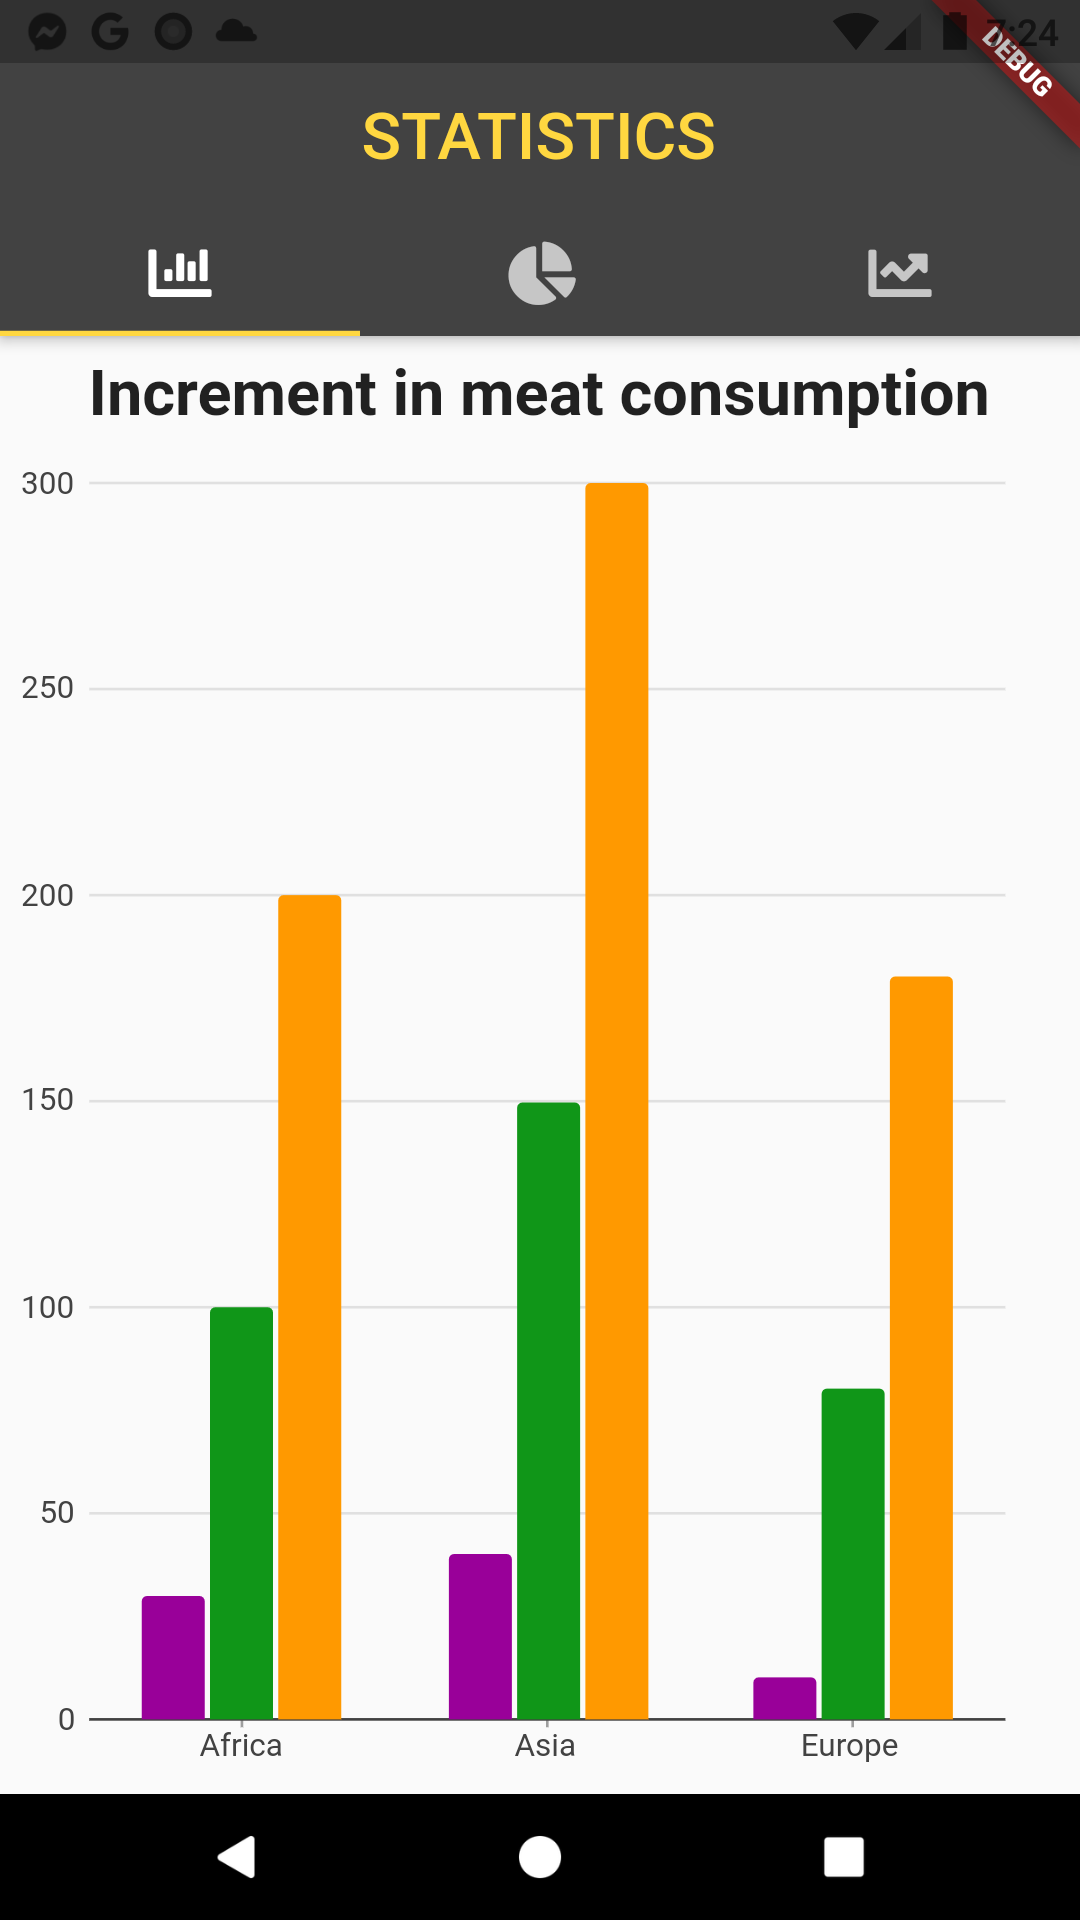 7:24
DEBUG
STATISTICS
Increment in meat consumption
300
250
200
150
100
50
0
Africa Asia Europe